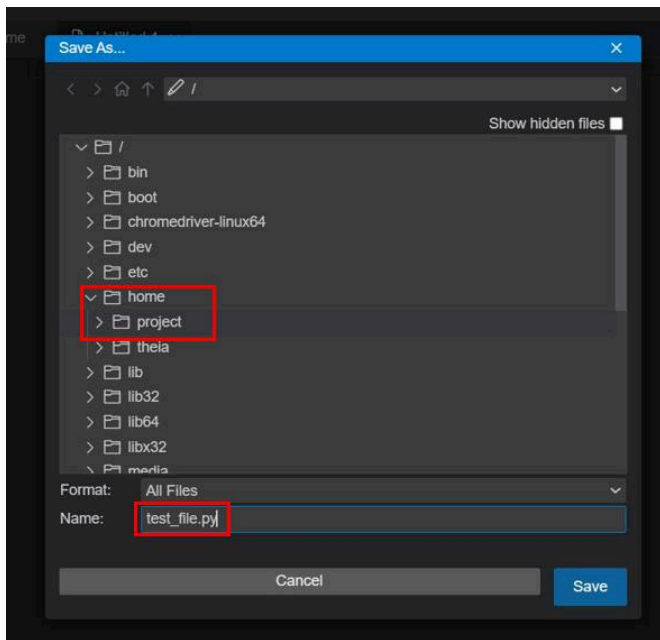 me
Save As...
/
Show hidden files
/
bin
boot
chromedriver-linux64
dev
etc
home
project
theia
lib
lib32
lib64
libx32
media
Format: All Files
Name: test_file.py
Cancel
Save